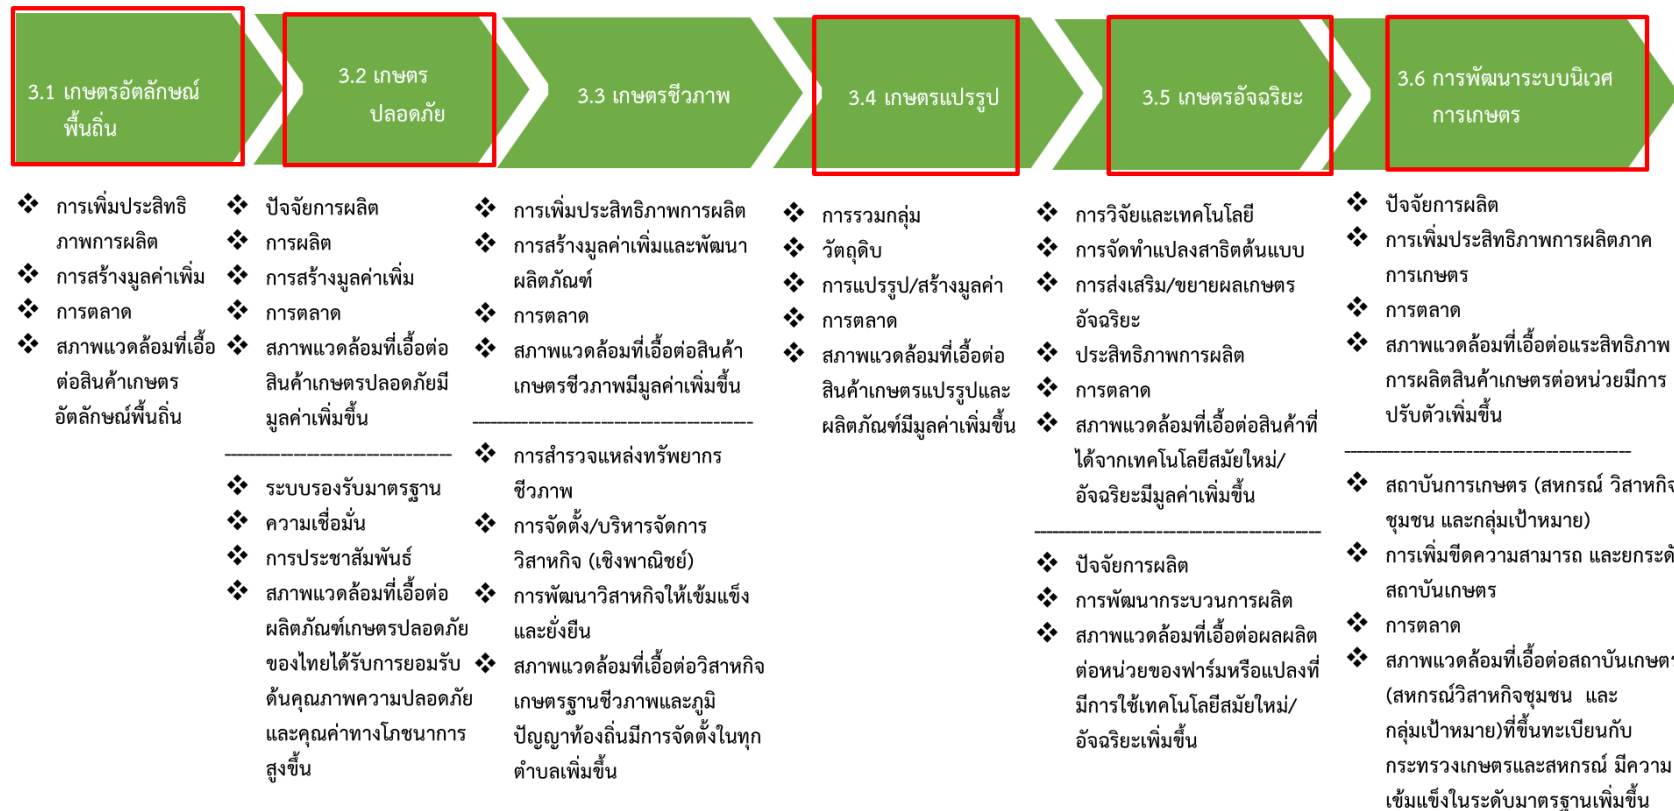 3.1 เกษตรอัตลักษณ์
พื้นถิ่น
❖ การเพิ่มประสิทธิ
ภาพการผลิต
❖ การสร้างมูลค่าเพิ่ม
❖ การตลาด
❖ สภาพแวดล้อมที่เอื้อ
ต่อสินค้าเกษตร
อัตลักษณ์พื้นถิ่น
3.2 เกษตร
ปลอดภัย
❖ ปัจจัยการผลิต
❖ การผลิต
❖ การสร้างมูลค่าเพิ่ม
❖ การตลาด
❖ สภาพแวดล้อมที่เอื้อต่อ
สินค้าเกษตรปลอดภัยมี
มูลค่าเพิ่มขึ้น
❖ ระบบรองรับมาตรฐาน
❖ ความเชื่อมั่น
❖ การประชาสัมพันธ์
❖ สภาพแวดล้อมที่เอื้อต่อ
ผลิตภัณฑ์เกษตรปลอดภัย
ของไทยได้รับการยอมรับ
ด้นคุณภาพความปลอดภัย
และคุณค่าทางโภชนาการ
สูงขึ้น
3.3 เกษตรชีวภาพ
❖ การเพิ่มประสิทธิภาพการผลิต
❖ การสร้างมูลค่าเพิ่มและพัฒนา
ผลิตภัณฑ์
❖ การตลาด
❖ สภาพแวดล้อมที่เอื้อต่อสินค้า
เกษตรชีวภาพมีมูลค่าเพิ่มขึ้น
❖ การสำรวจแหล่งทรัพยากร
ชีวภาพ
❖ การจัดตั้ง/บริหารจัดการ
วิสาหกิจ (เชิงพาณิชย์)
❖ การพัฒนาวิสาหกิจให้เข้มแข็ง
และยั่งยืน
❖ สภาพแวดล้อมที่เอื้อต่อวิสาหกิจ
เกษตรฐานชีวภาพและภูมิ
ปัญญาท้องถิ่นมีการจัดตั้งในทุก
ตำบลเพิ่มขึ้น
3.4 เกษตรแปรรูป
❖ การรวมกลุ่ม
❖ วัตถุดิบ
❖ การแปรรูป/สร้างมูลค่า
❖ การตลาด
❖ สภาพแวดล้อมที่เอื้อต่อ
สินค้าเกษตรแปรรูปและ
ผลิตภัณฑ์มีมูลค่าเพิ่มขึ้น
3.5 เกษตรอัจฉริยะ
❖ การวิจัยและเทคโนโลยี
❖ การจัดทำแปลงสาธิตต้นแบบ
❖ การส่งเสริม/ขยายผลเกษตร
อัจฉริยะ
❖ ประสิทธิภาพการผลิต
❖ การตลาด
❖ สภาพแวดล้อมที่เอื้อต่อสินค้าที่
ได้จากเทคโนโลยีสมัยใหม่/
อัจฉริยะมีมูลค่าเพิ่มขึ้น
❖ ปัจจัยการผลิต
❖ การพัฒนากระบวนการผลิต
❖ สภาพแวดล้อมที่เอื้อต่อผลผลิต
ต่อหน่วยของฟาร์มหรือแปลงที่
มีการใช้เทคโนโลยีสมัยใหม่/
อัจฉริยะเพิ่มขึ้น
3.6 การพัฒนาระบบนิเวศ
การเกษตร
❖ ปัจจัยการผลิต
❖ การเพิ่มประสิทธิภาพการผลิตภาค
การเกษตร
❖ การตลาด
❖ สภาพแวดล้อมที่เอื้อต่อแระสิทธิภาพ
การผลิตสินค้าเกษตรต่อหน่วยมีการ
ปรับตัวเพิ่มขึ้น
❖ สถาบันการเกษตร (สหกรณ์ วิสาหกิจ
ชุมชน และกลุ่มเป้าหมาย)
❖ การเพิ่มขีดความสามารถ และยกระดั
สถาบันเกษตร
❖ การตลาด
❖ สภาพแวดล้อมที่เอื้อต่อสถาบันเกษตร
(สหกรณ์วิสาหกิจชุมชน และ
กลุ่มเป้าหมาย)ที่ขึ้นทะเบียนกับ
กระทรวงเกษตรและสหกรณ์ มีความ
เข้มแข็งในระดับมาตรฐานเพิ่มขึ้น